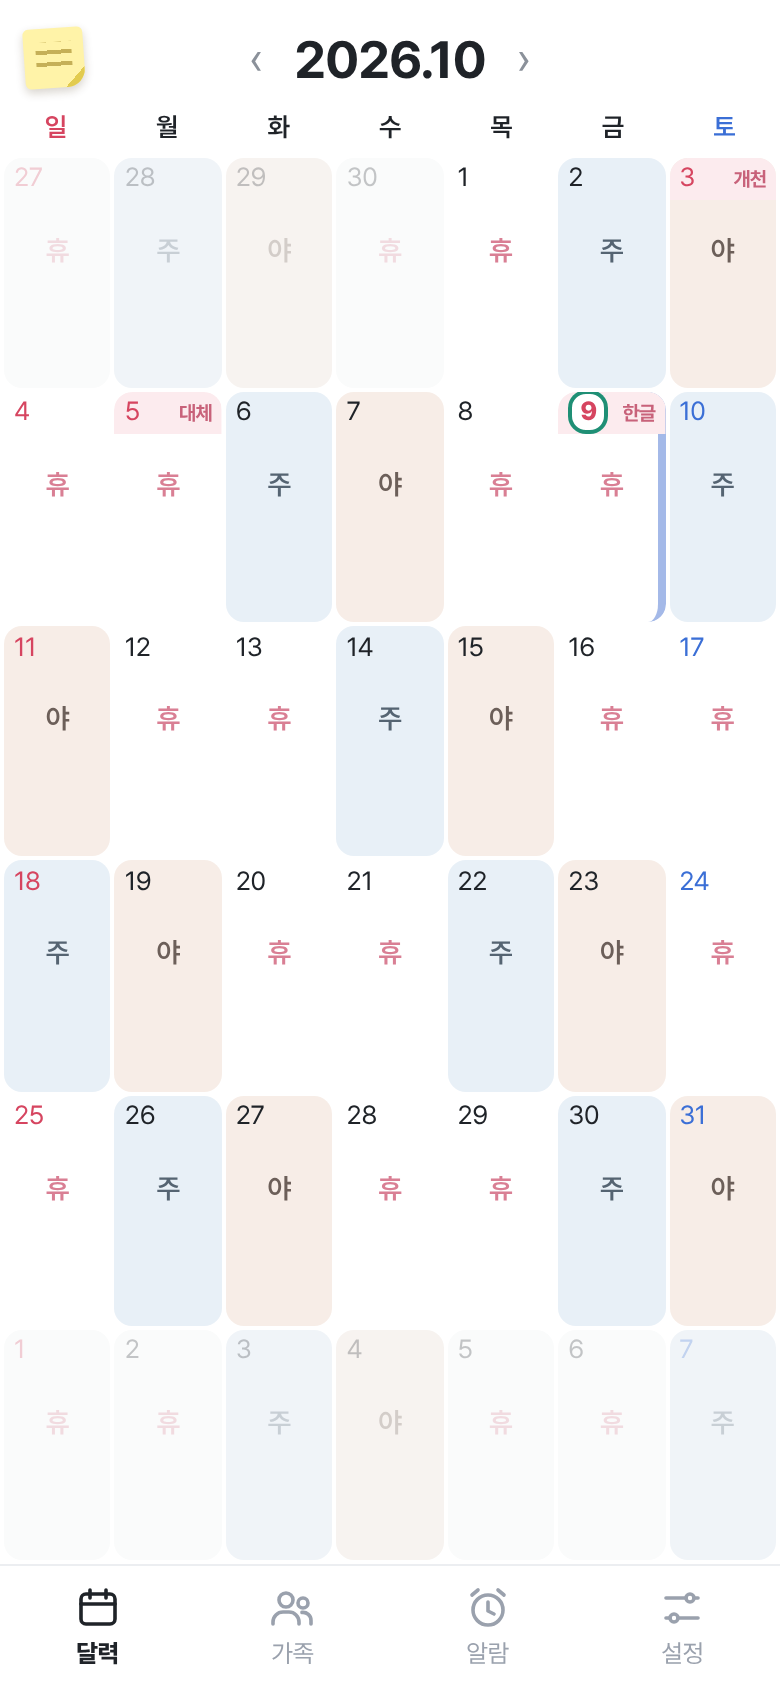 ‹ 2026.10 ›
일 월 화 수 목 금 토
27 28 29 30 1 2 3 개천
휴 주 야 휴 휴 주 야
4 5 대체 6 7 8 9 한글 10
휴 휴 주 야 휴 휴 주
11 12 13 14 15 16 17
야 휴 휴 주 야 휴 휴
18 19 20 21 22 23 24
주 야 휴 휴 주 야 휴
25 26 27 28 29 30 31
휴 주 야 휴 휴 주 야
1 2 3 4 5 6 7
휴 휴 주 야 휴 휴 주
달력 가족 알람 설정